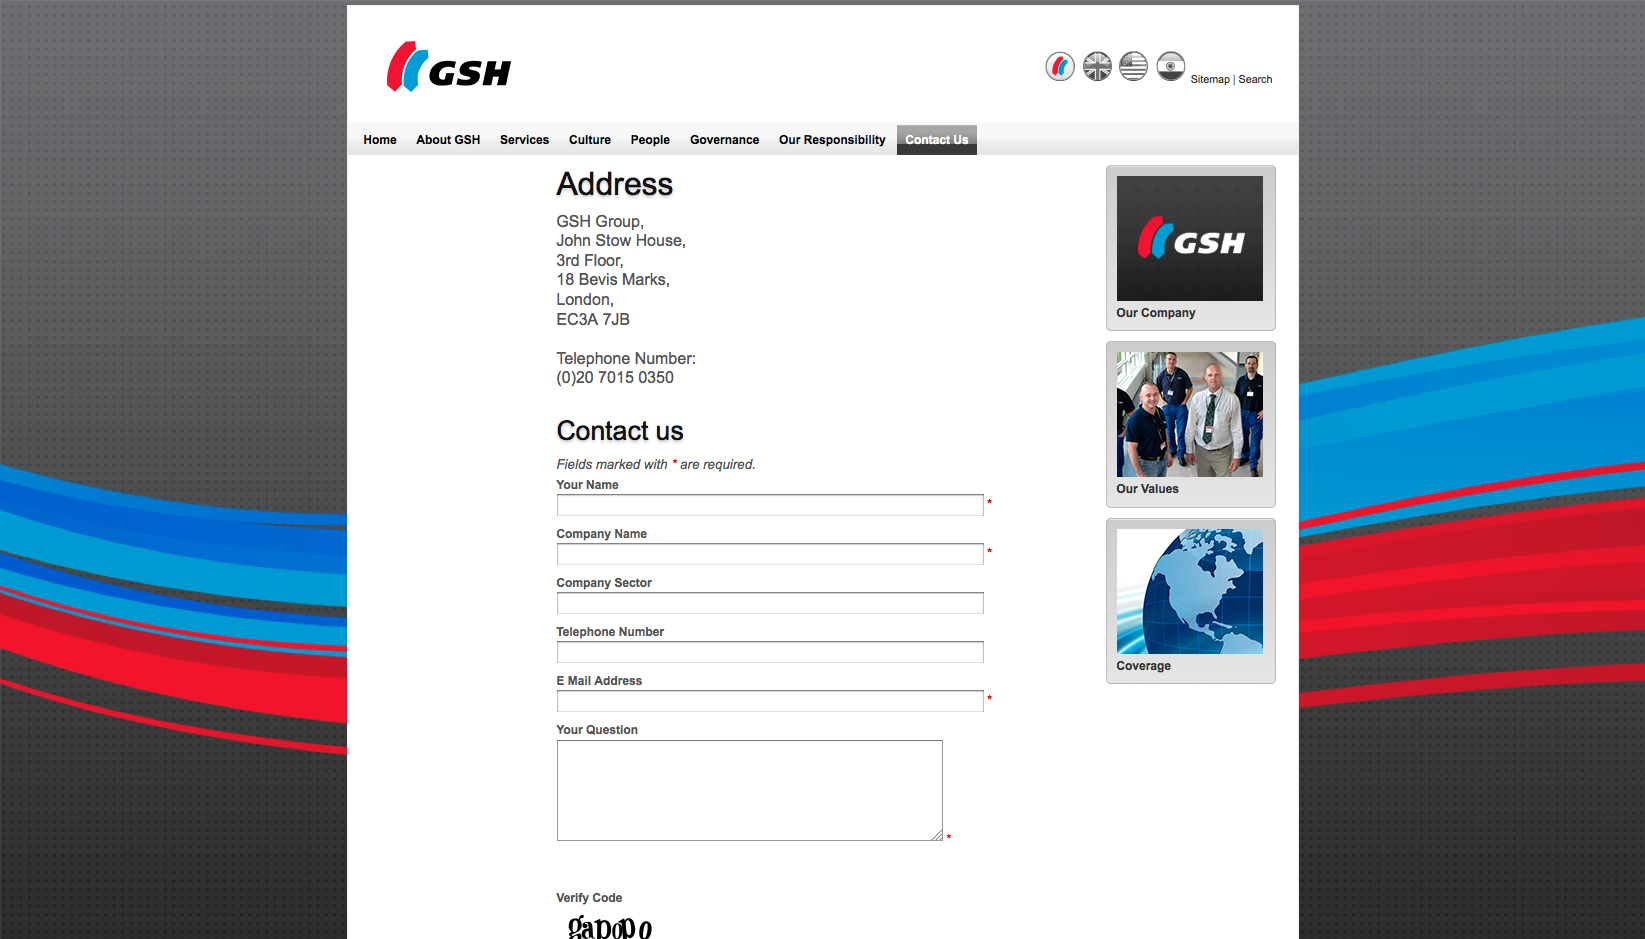 GSH
Sitemap | Search
Home About GSH Services Culture People Governance Our Responsibility Contact Us
Address
GSH Group,
John Stow House,
3rd Floor,
18 Bevis Marks,
London,
EC3A 7JB
Telephone Number:
(0)20 7015 0350
Contact us
Fields marked with * are required.
Your Name
*
Company Name
*
Company Sector
Telephone Number
E Mail Address
*
Your Question
*
Verify Code
gapopo
GSH
Our Company
Our Values
Coverage